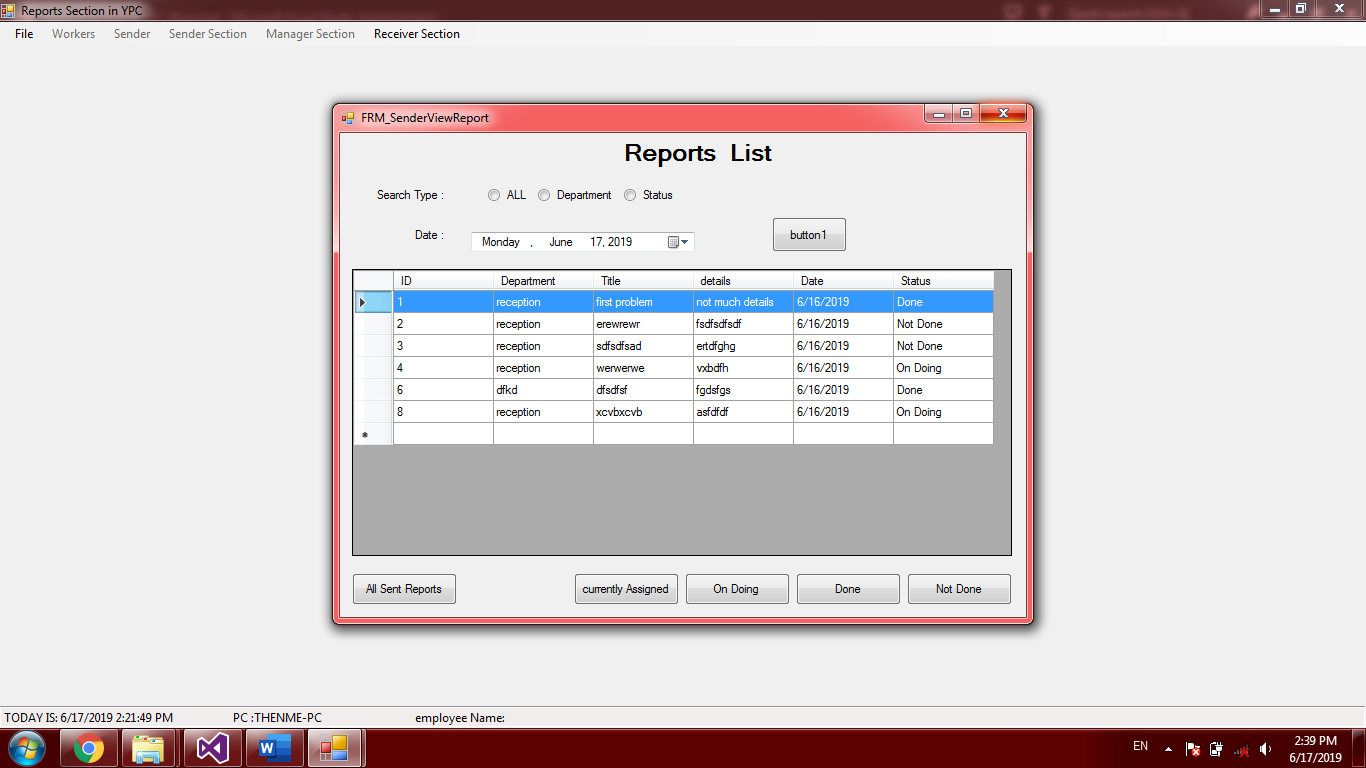 Reports Section in YPC
File Workers Sender Sender Section Manager Section Receiver Section
FRM_SenderViewReport
Reports List
Search Type : ALL Department Status
Date : Monday , June 17, 2019 button1
ID Department Title details Date Status
1 reception first problem not much details 6/16/2019 Done
2 reception erewrewr fsdfsdfsdf 6/16/2019 Not Done
3 reception sdfsdfsad ertdfghg 6/16/2019 Not Done
4 reception werwerwe vxbdfh 6/16/2019 On Doing
6 dfkd dfsdfsf fgdsfgs 6/16/2019 Done
8 reception xcvbxcvb asfdfdf 6/16/2019 On Doing
All Sent Reports currently Assigned On Doing Done Not Done
TODAY IS: 6/17/2019 2:21:49 PM PC :THENME-PC employee Name:
EN 2:39 PM
6/17/2019